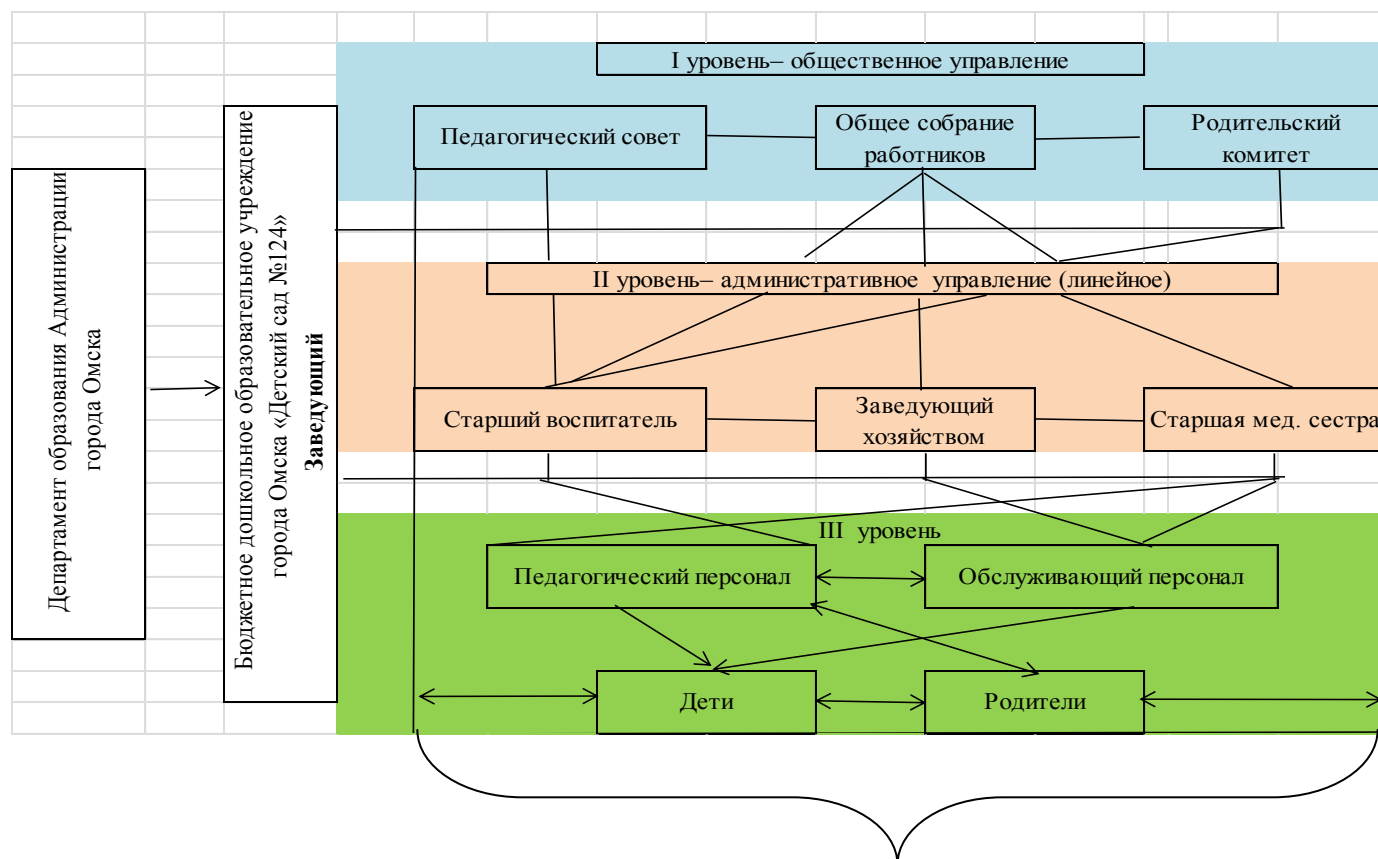 I уровень– общественное управление
Педагогический совет
Общее собрание
работников
Родительский
комитет
Департамент образования Администрации
города Омска
Бюджетное дошкольное образовательное учреждение
города Омска «Детский сад №124»
Заведующий
II уровень– административное управление (линейное)
Старший воспитатель
Заведующий
хозяйством
Старшая мед. сестра
III уровень
Педагогический персонал
Обслуживающий персонал
Дети
Родители